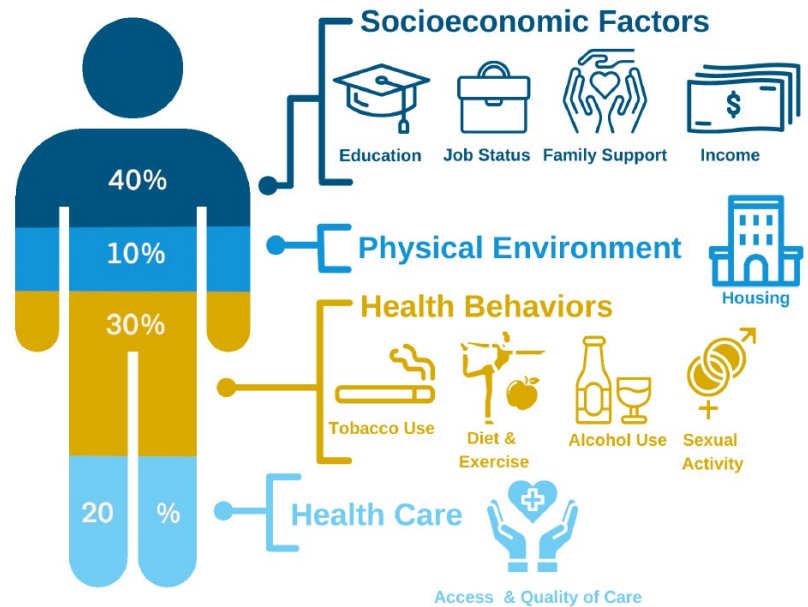 Socioeconomic Factors
$
Education Job Status Family Support Income
40%
10%
Physical Environment
Housing
30%
Health Behaviors
Tobacco Use
Diet &
Exercise
Alcohol Use
Sexual
Activity
20 %
Health Care
Access & Quality of Care